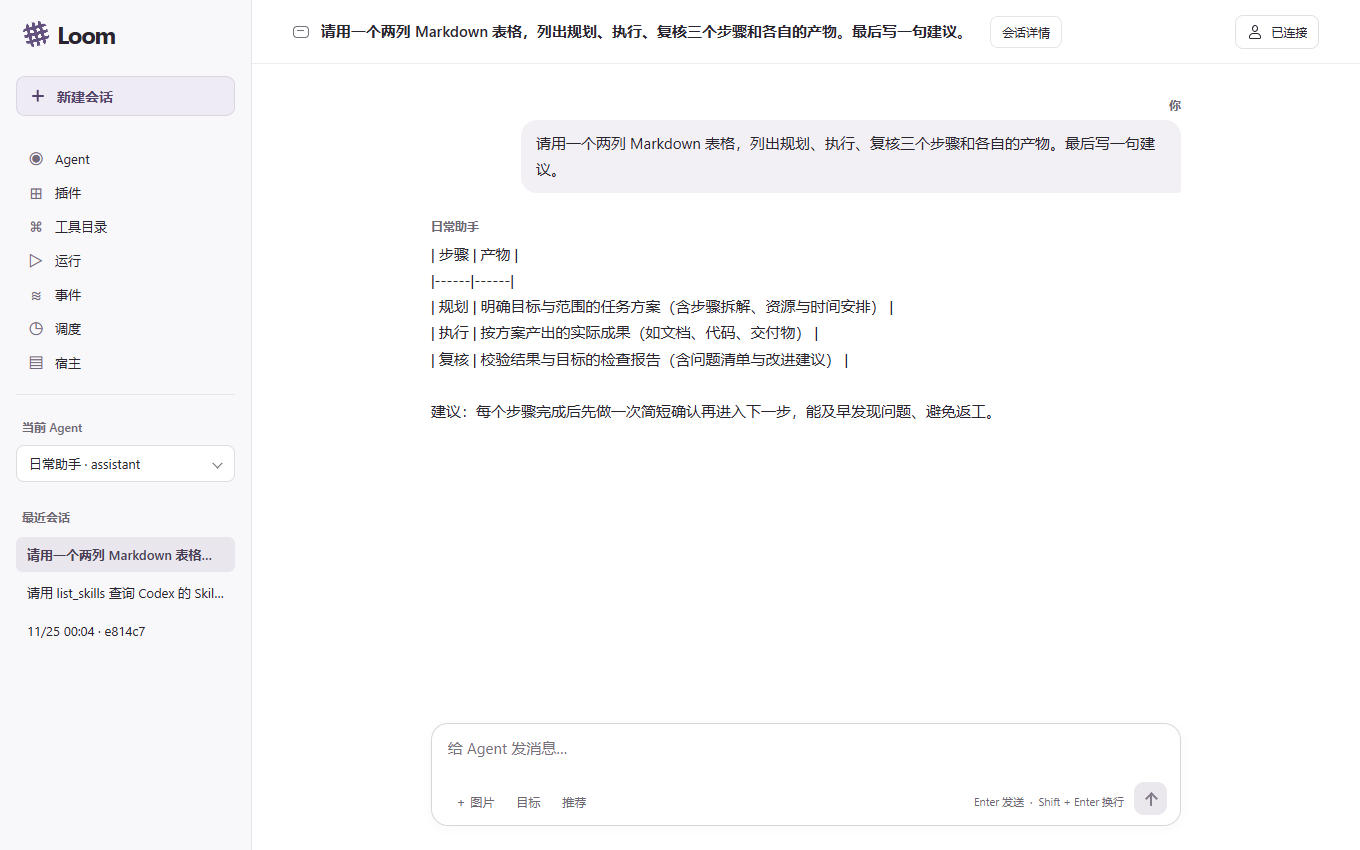 Loom
请用一个两列 Markdown 表格，列出规划、执行、复核三个步骤和各自的产物。最后写一句建议。
会话详情
已连接
+ 新建会话
Agent
插件
工具目录
运行
事件
调度
宿主
当前 Agent
日常助手 · assistant
最近会话
请用一个两列 Markdown 表格...
请用 list_skills 查询 Codex 的 Skil...
11/25 00:04 · e814c7
你
请用一个两列 Markdown 表格，列出规划、执行、复核三个步骤和各自的产物。最后写一句建
议。
日常助手
| 步骤 | 产物 |
|------|------|
| 规划 | 明确目标与范围的任务方案（含步骤拆解、资源与时间安排） |
| 执行 | 按方案产出的实际成果（如文档、代码、交付物） |
| 复核 | 校验结果与目标的检查报告（含问题清单与改进建议） |
建议：每个步骤完成后先做一次简短确认再进入下一步，能及早发现问题、避免返工。
给 Agent 发消息...
+ 图片
目标
推荐
Enter 发送 · Shift + Enter 换行